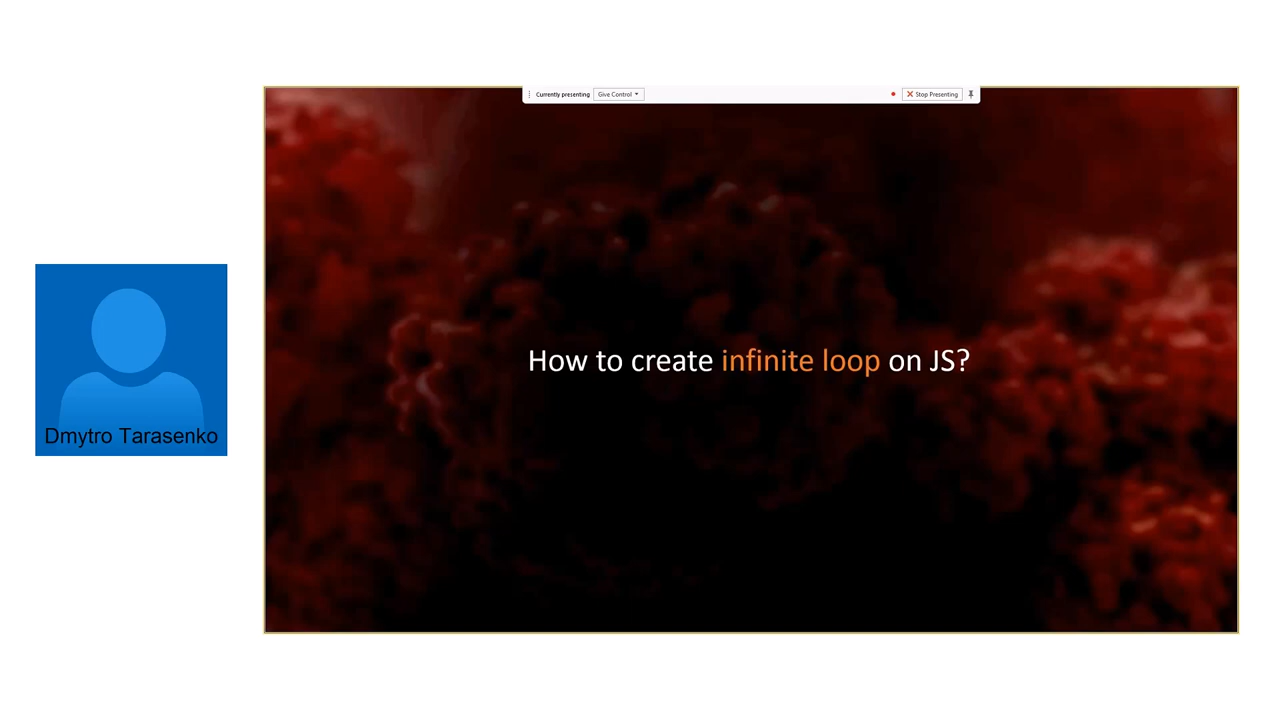 Currently presenting Give Control Stop Presenting
How to create infinite loop on JS?
Dmytro Tarasenko